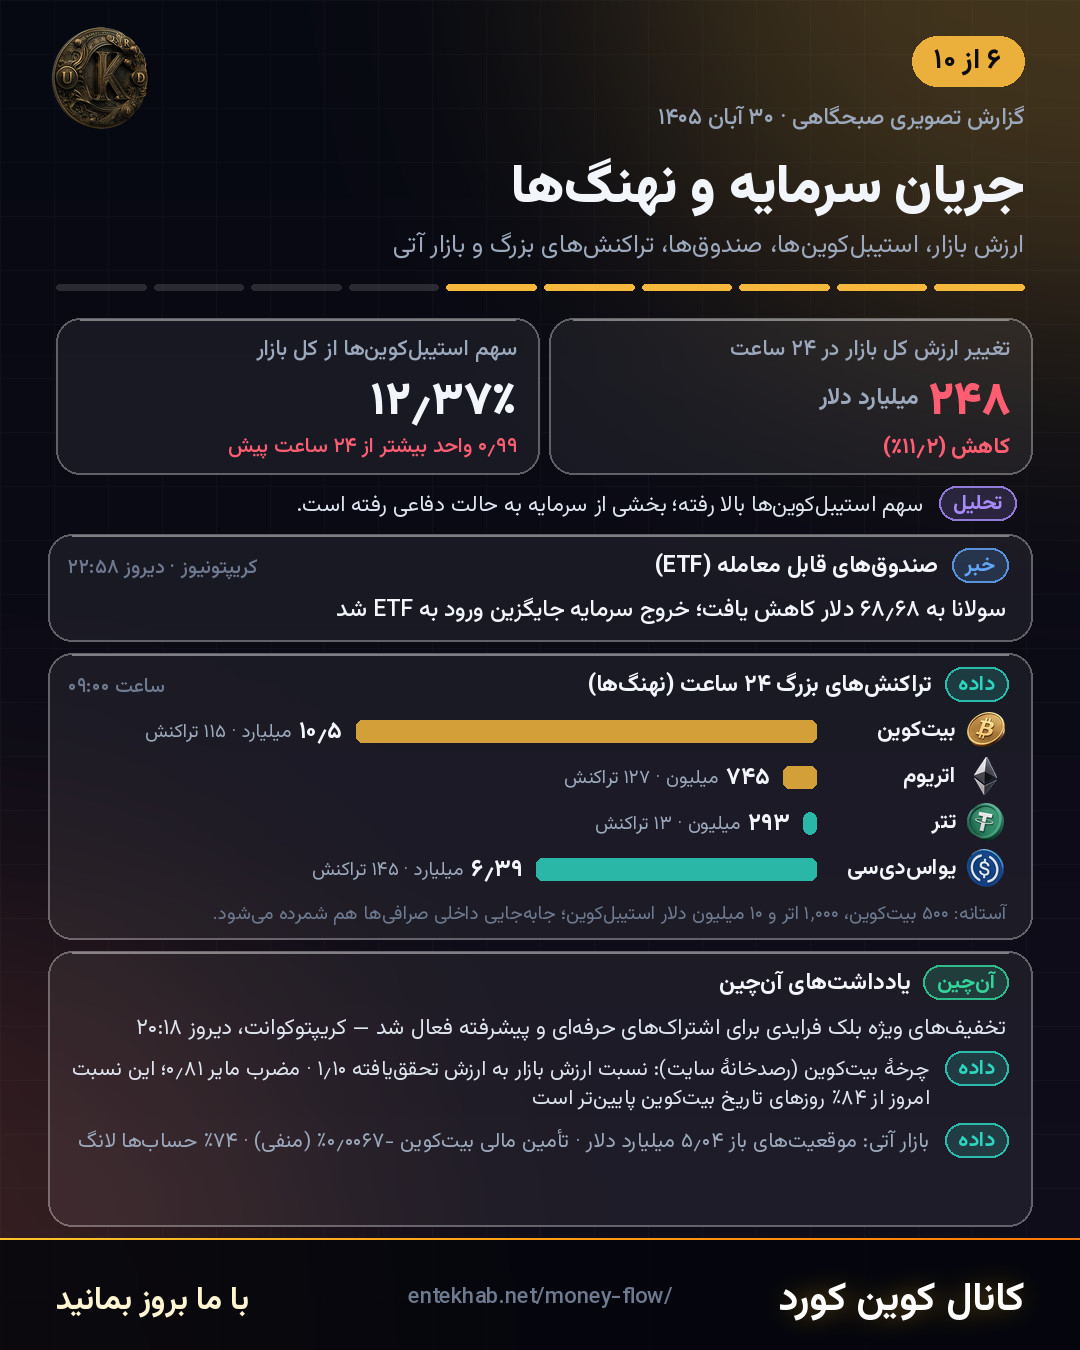 ۶ از ۱۰
گزارش تصویری صبحگاهی · ۳۰ آبان ۱۴۰۵
جریان سرمایه و نهنگ‌ها
ارزش بازار، استیبل‌کوین‌ها، صندوق‌ها، تراکنش‌های بزرگ و بازار آتی
تغییر ارزش کل بازار در ۲۴ ساعت
۲۴۸ میلیارد دلار
کاهش (۱۱٫۲٪)
سهم استیبل‌کوین‌ها از کل بازار
۱۲٫۳۷٪
۰٫۹۹ واحد بیشتر از ۲۴ ساعت پیش
تحلیل سهم استیبل‌کوین‌ها بالا رفته؛ بخشی از سرمایه به حالت دفاعی رفته است.
خبر صندوق‌های قابل معامله (ETF) کریپتونیوز · دیروز ۲۲:۵۸
سولانا به ۶۸٫۶۸ دلار کاهش یافت؛ خروج سرمایه جایگزین ورود به ETF شد
داده تراکنش‌های بزرگ ۲۴ ساعت (نهنگ‌ها) ساعت ۰۹:۰۰
بیت‌کوین ۱۰٫۵ میلیارد · ۱۱۵ تراکنش
اتریوم ۷۴۵ میلیون · ۱۲۷ تراکنش
تتر ۲۹۳ میلیون · ۱۳ تراکنش
یواس‌دی‌سی ۶٫۳۹ میلیارد · ۱۴۵ تراکنش
آستانه: ۵۰۰ بیت‌کوین، ۱٬۰۰۰ اتر و ۱۰ میلیون دلار استیبل‌کوین؛ جابه‌جایی داخلی صرافی‌ها هم شمرده می‌شود.
آن‌چین یادداشت‌های آن‌چین
تخفیف‌های ویژه بلک فرایدی برای اشتراک‌های حرفه‌ای و پیشرفته فعال شد — کریپتوکوانت، دیروز ۲۰:۱۸
داده چرخهٔ بیت‌کوین (رصدخانهٔ سایت): نسبت ارزش بازار به ارزش تحقق‌یافته ۱٫۱۰ · مضرب مایر ۰٫۸۱؛ این نسبت
امروز از ۸۴٪ روزهای تاریخ بیت‌کوین پایین‌تر است
داده بازار آتی: موقعیت‌های باز ۵٫۰۴ میلیارد دلار · تأمین مالی بیت‌کوین -۰٫۰۰۶۷٪ (منفی) · ۷۴٪ حساب‌ها لانگ
کانال کوین کورد
entekhab.net/money-flow/
با ما بروز بمانید
K
U
R
D